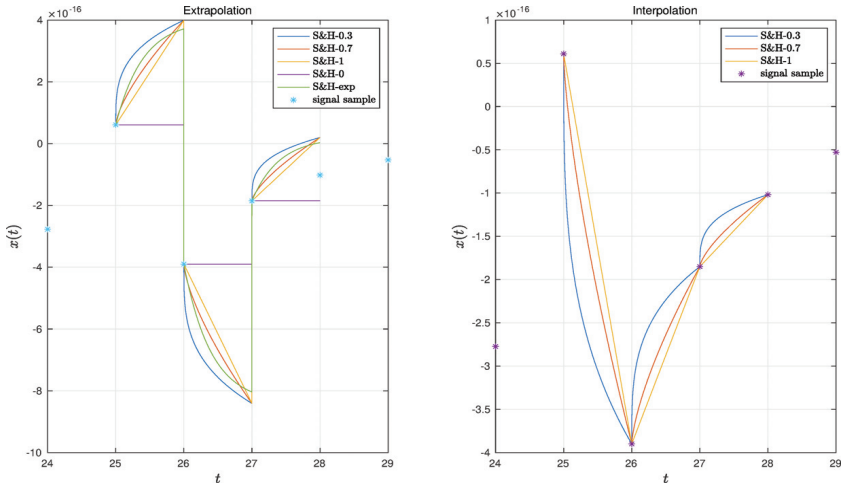 Extrapolation
×10⁻¹⁶
4
2
0
-2
-4
-6
-8
-10
x(t)
24
25
26
27
28
29
t
S&H-0.3
S&H-0.7
S&H-1
S&H-0
S&H-exp
signal sample
Interpolation
×10⁻¹⁶
1
0.5
0
-0.5
-1
-1.5
-2
-2.5
-3
-3.5
-4
x(t)
24
25
26
27
28
29
t
S&H-0.3
S&H-0.7
S&H-1
signal sample